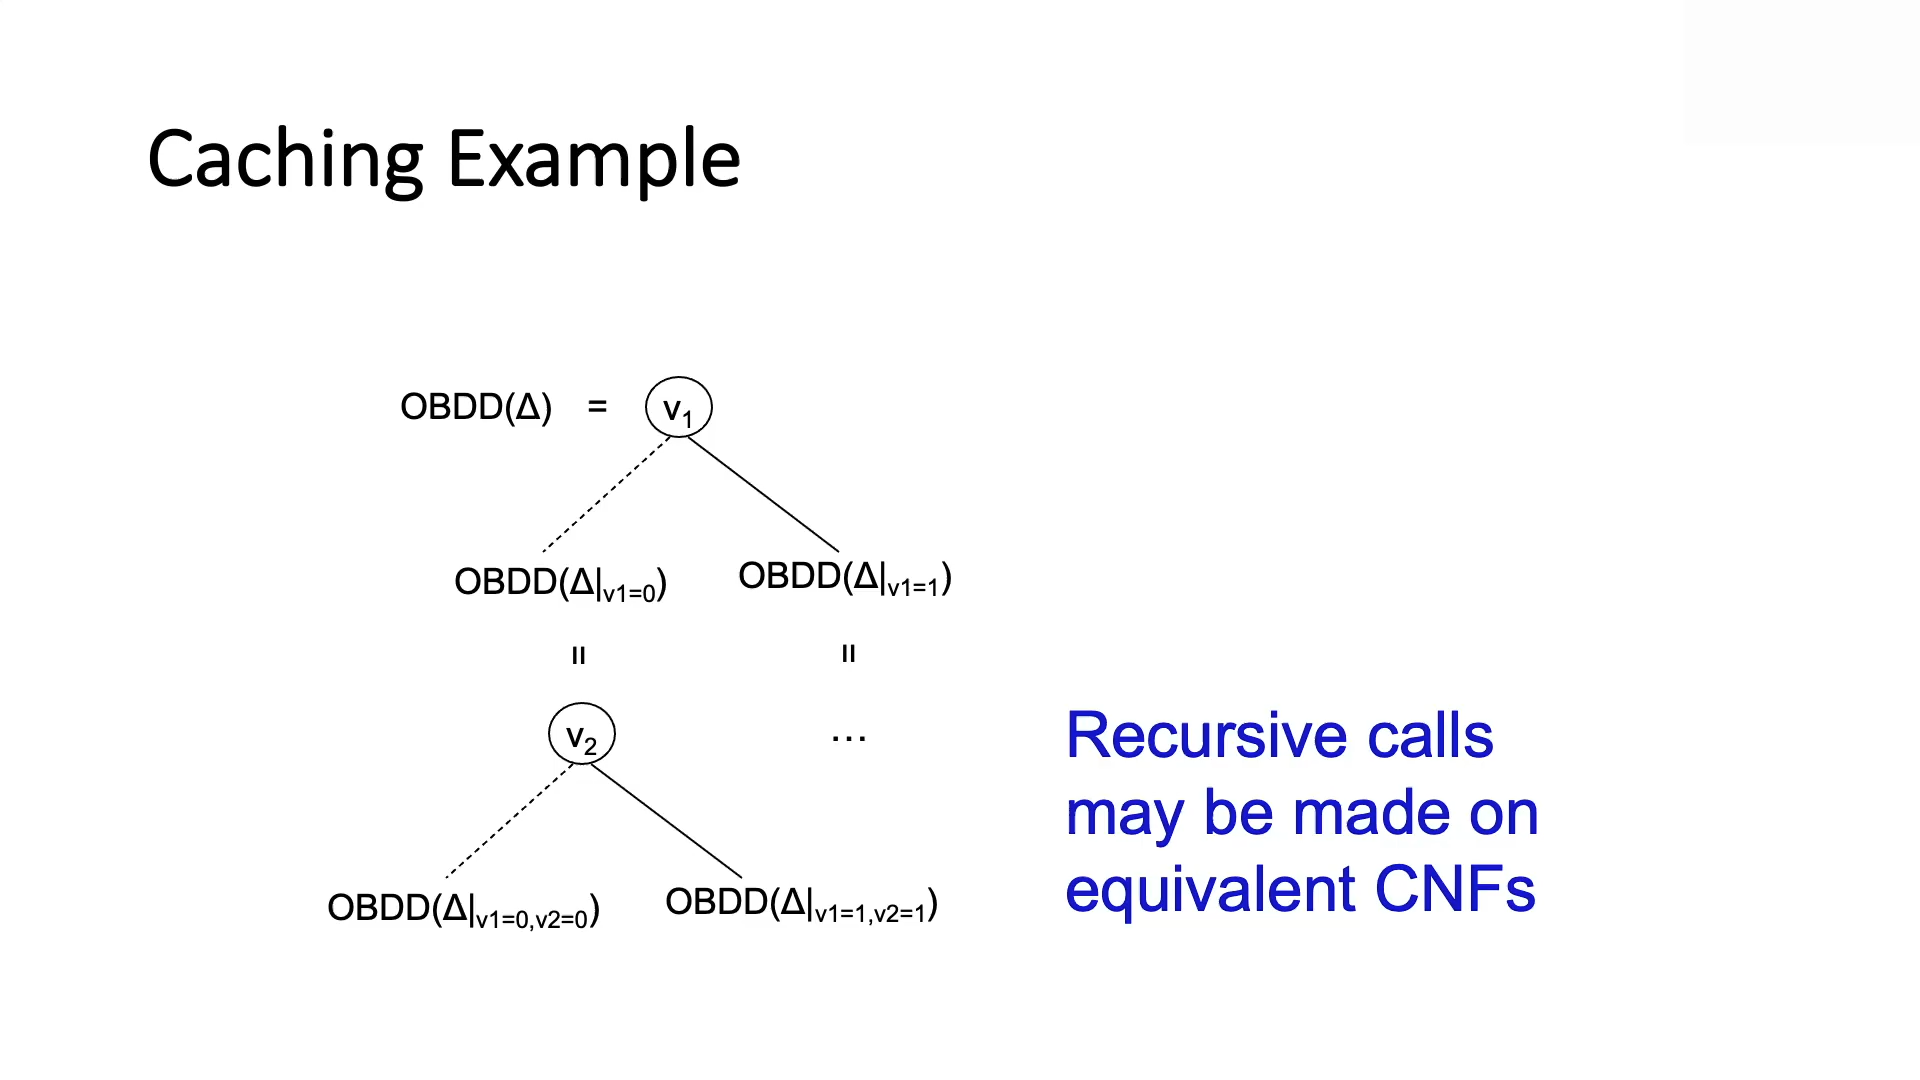 Caching Example
OBDD(Δ) = v₁
OBDD(Δ|v1=0) OBDD(Δ|v1=1)
= =
v₂ ...
Recursive calls
may be made on
equivalent CNFs
OBDD(Δ|v1=0,v2=0) OBDD(Δ|v1=1,v2=1)